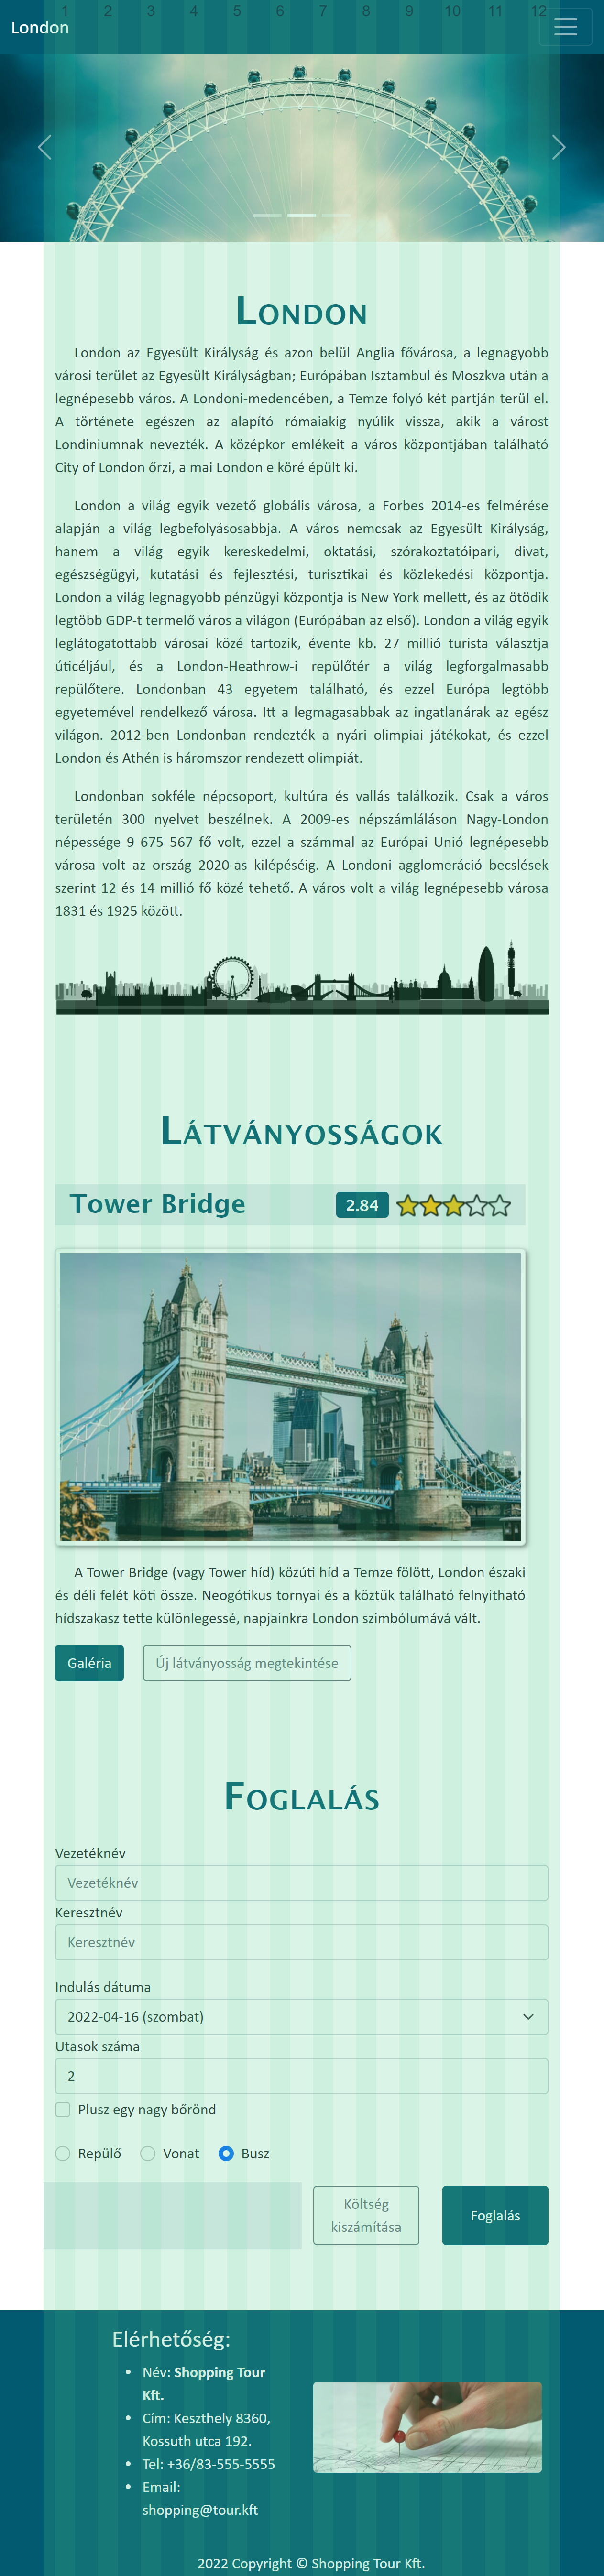 1 2 3 4 5 6 7 8 9 10 11 12
London
London
London az Egyesült Királyság és azon belül Anglia fővárosa, a legnagyobb
városi terület az Egyesült Királyságban; Európában Isztambul és Moszkva után a
legnépesebb város. A Londoni-medencében, a Temze folyó két partján terül el.
A története egészen az alapító rómaiakig nyúlik vissza, akik a várost
Londiniumnak nevezték. A középkor emlékeit a város központjában található
City of London őrzi, a mai London e köré épült ki.
London a világ egyik vezető globális városa, a Forbes 2014-es felmérése
alapján a világ legbefolyásosabbja. A város nemcsak az Egyesült Királyság,
hanem a világ egyik kereskedelmi, oktatási, szórakoztatóipari, divat,
egészségügyi, kutatási és fejlesztési, turisztikai és közlekedési központja.
London a világ legnagyobb pénzügyi központja is New York mellett, és az ötödik
legtöbb GDP-t termelő város a világon (Európában az első). London a világ egyik
leglátogatottabb városai közé tartozik, évente kb. 27 millió turista választja
úticéljául, és a London-Heathrow-i repülőtér a világ legforgalmasabb
repülőtere. Londonban 43 egyetem található, és ezzel Európa legtöbb
egyetemével rendelkező városa. Itt a legmagasabbak az ingatlanárak az egész
világon. 2012-ben Londonban rendezték a nyári olimpiai játékokat, és ezzel
London és Athén is háromszor rendezett olimpiát.
Londonban sokféle népcsoport, kultúra és vallás találkozik. Csak a város
területén 300 nyelvet beszélnek. A 2009-es népszámláláson Nagy-London
népessége 9 675 567 fő volt, ezzel a számmal az Európai Unió legnépesebb
városa volt az ország 2020-as kilépéséig. A Londoni agglomeráció becslések
szerint 12 és 14 millió fő közé tehető. A város volt a világ legnépesebb városa
1831 és 1925 között.
Látványosságok
Tower Bridge 2.84
A Tower Bridge (vagy Tower híd) közúti híd a Temze fölött, London északi
és déli felét köti össze. Neogótikus tornyai és a köztük található felnyitható
hídszakasz tette különlegessé, napjainkra London szimbólumává vált.
Galéria Új látványosság megtekintése
Foglalás
Vezetéknév
Vezetéknév
Keresztnév
Keresztnév
Indulás dátuma
2022-04-16 (szombat)
Utasok száma
2
Plusz egy nagy bőrönd
Repülő Vonat Busz
Költség
kiszámítása
Foglalás
Elérhetőség:
Név: Shopping Tour
Kft.
Cím: Keszthely 8360,
Kossuth utca 192.
Tel: +36/83-555-5555
Email:
shopping@tour.kft
2022 Copyright © Shopping Tour Kft.